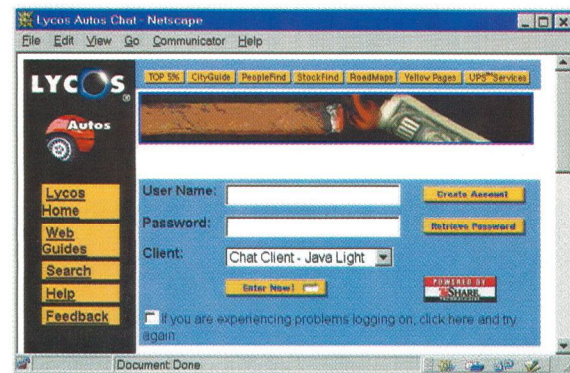 Lycos Autos Chat - Netscape
File Edit View Go Communicator Help
LYCOS®
TOP 5% CityGuide PeopleFind StockFind RoadMaps Yellow Pages UPS℠ Services
Autos
Lycos Home
Web Guides
Search
Help
Feedback
User Name:
Create Account
Password:
Retrieve Password
Client:
Chat Client - Java Light
Enter Now!
POWERED BY
ISHARE
TECHNOLOGIES
If you are experiencing problems logging on, click here and try
again.
Document Done